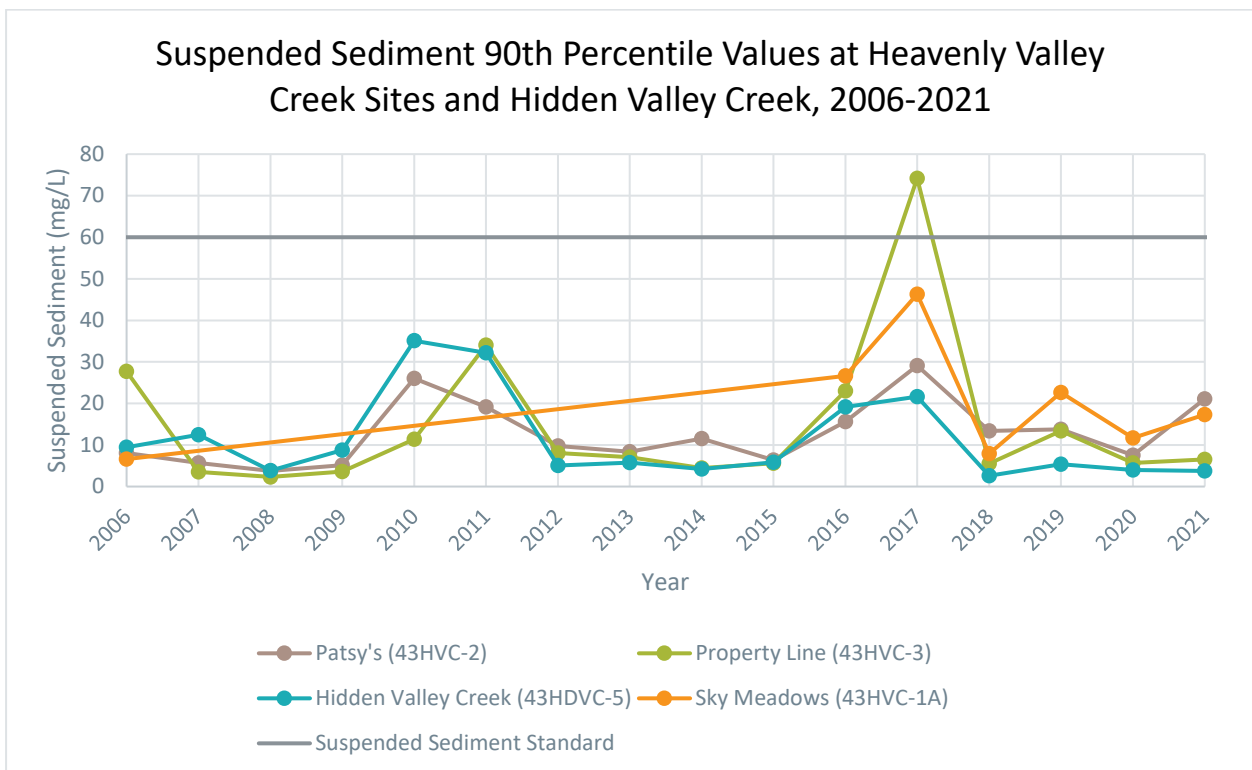 Suspended Sediment 90th Percentile Values at Heavenly Valley
Creek Sites and Hidden Valley Creek, 2006-2021
Suspended Sediment (mg/L)
80
70
60
50
40
30
20
10
0
2006
2007
2008
2009
2010
2011
2012
2013
2014
2015
2016
2017
2018
2019
2020
2021
Year
Patsy's (43HVC-2)
Property Line (43HVC-3)
Hidden Valley Creek (43HDVC-5)
Sky Meadows (43HVC-1A)
Suspended Sediment Standard